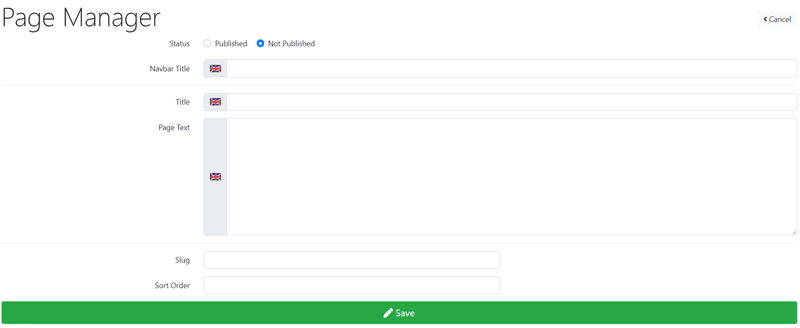 Page Manager
Cancel
Status
Published
Not Published
Navbar Title
Title
Page Text
Slug
Sort Order
Save